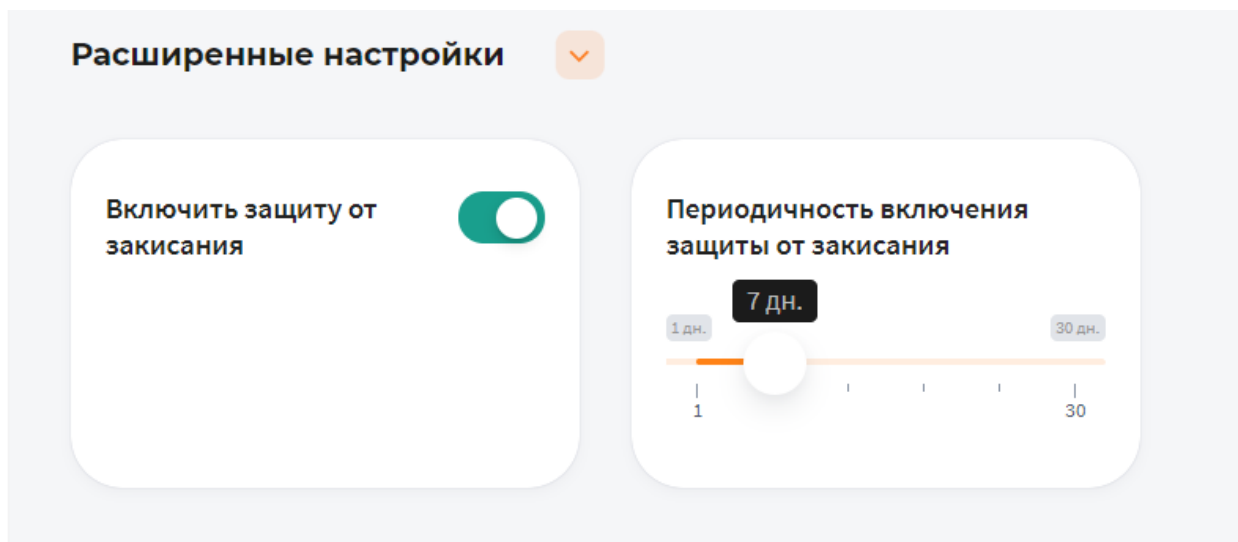 Расширенные настройки
Включить защиту от
закисания
Периодичность включения
защиты от закисания
7 дн.
1 дн.
30 дн.
1
30